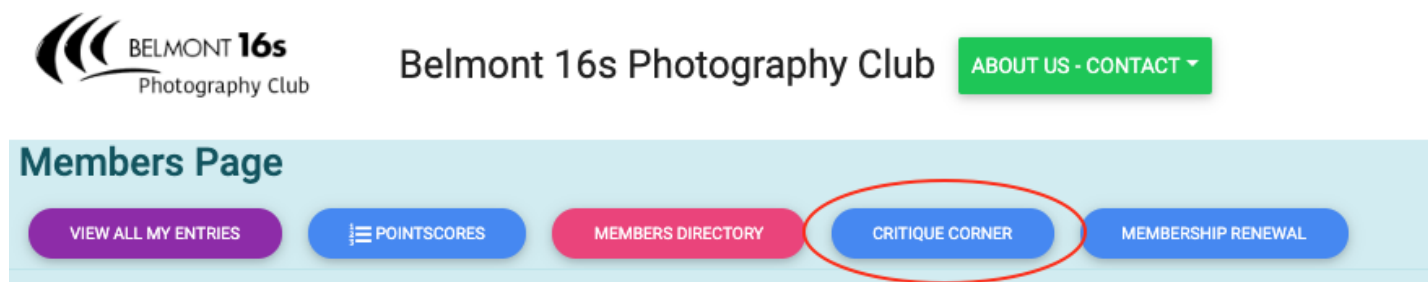 BELMONT 16s
Photography Club
Belmont 16s Photography Club
ABOUT US - CONTACT
Members Page
VIEW ALL MY ENTRIES
POINTSCORES
MEMBERS DIRECTORY
CRITIQUE CORNER
MEMBERSHIP RENEWAL